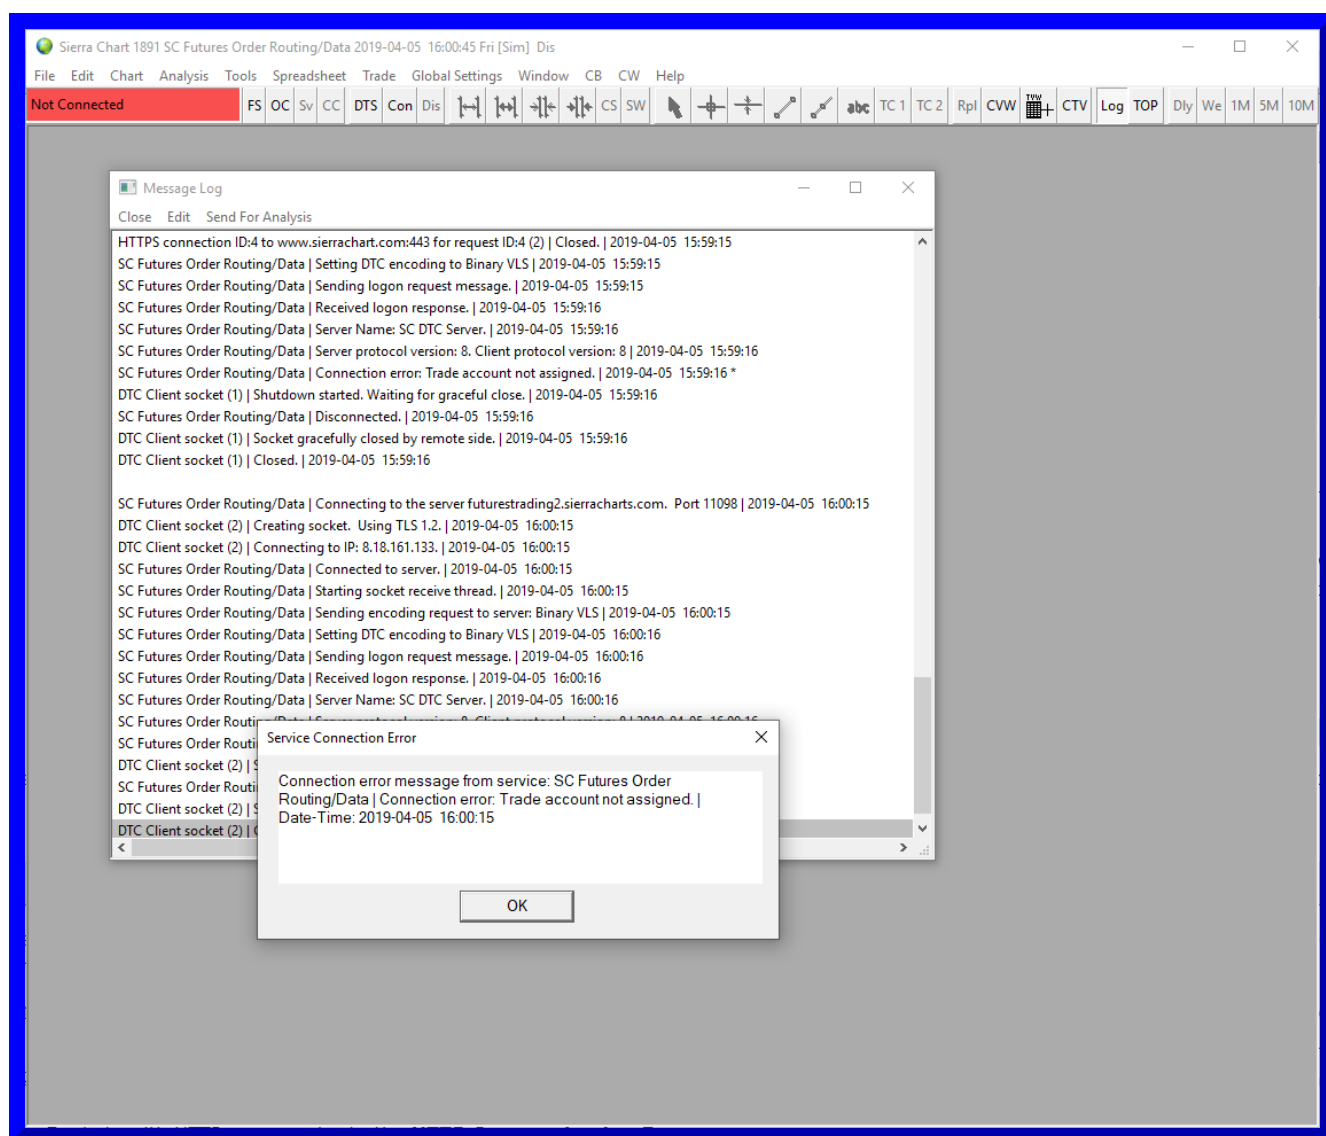 Sierra Chart 1891 SC Futures Order Routing/Data 2019-04-05  16:00:45 Fri [Sim]  Dis
File Edit Chart Analysis Tools Spreadsheet Trade Global Settings Window CB CW Help
Not Connected FS OC Sv CC DTS Con Dis CS SW abc TC 1 TC 2 Rpl CVW TVW CTV Log TOP Dly We 1M 5M 10M
Message Log
Close Edit Send For Analysis
HTTPS connection ID:4 to www.sierrachart.com:443 for request ID:4 (2) | Closed. | 2019-04-05  15:59:15
SC Futures Order Routing/Data | Setting DTC encoding to Binary VLS | 2019-04-05  15:59:15
SC Futures Order Routing/Data | Sending logon request message. | 2019-04-05  15:59:15
SC Futures Order Routing/Data | Received logon response. | 2019-04-05  15:59:16
SC Futures Order Routing/Data | Server Name: SC DTC Server. | 2019-04-05  15:59:16
SC Futures Order Routing/Data | Server protocol version: 8. Client protocol version: 8 | 2019-04-05  15:59:16
SC Futures Order Routing/Data | Connection error: Trade account not assigned. | 2019-04-05  15:59:16 *
DTC Client socket (1) | Shutdown started. Waiting for graceful close. | 2019-04-05  15:59:16
SC Futures Order Routing/Data | Disconnected. | 2019-04-05  15:59:16
DTC Client socket (1) | Socket gracefully closed by remote side. | 2019-04-05  15:59:16
DTC Client socket (1) | Closed. | 2019-04-05  15:59:16
SC Futures Order Routing/Data | Connecting to the server futurestrading2.sierracharts.com.  Port 11098 | 2019-04-05  16:00:15
DTC Client socket (2) | Creating socket.  Using TLS 1.2. | 2019-04-05  16:00:15
DTC Client socket (2) | Connecting to IP: 8.18.161.133. | 2019-04-05  16:00:15
SC Futures Order Routing/Data | Connected to server. | 2019-04-05  16:00:15
SC Futures Order Routing/Data | Starting socket receive thread. | 2019-04-05  16:00:15
SC Futures Order Routing/Data | Sending encoding request to server: Binary VLS | 2019-04-05  16:00:15
SC Futures Order Routing/Data | Setting DTC encoding to Binary VLS | 2019-04-05  16:00:16
SC Futures Order Routing/Data | Sending logon request message. | 2019-04-05  16:00:16
SC Futures Order Routing/Data | Received logon response. | 2019-04-05  16:00:16
SC Futures Order Routing/Data | Server Name: SC DTC Server. | 2019-04-05  16:00:16
SC Futures Order
SC Futures Order
DTC Client socket (2) |
SC Futures Order
DTC Client socket (2) |
DTC Client socket (2) |
Service Connection Error
Connection error message from service: SC Futures Order
Routing/Data | Connection error: Trade account not assigned. |
Date-Time: 2019-04-05  16:00:15
OK